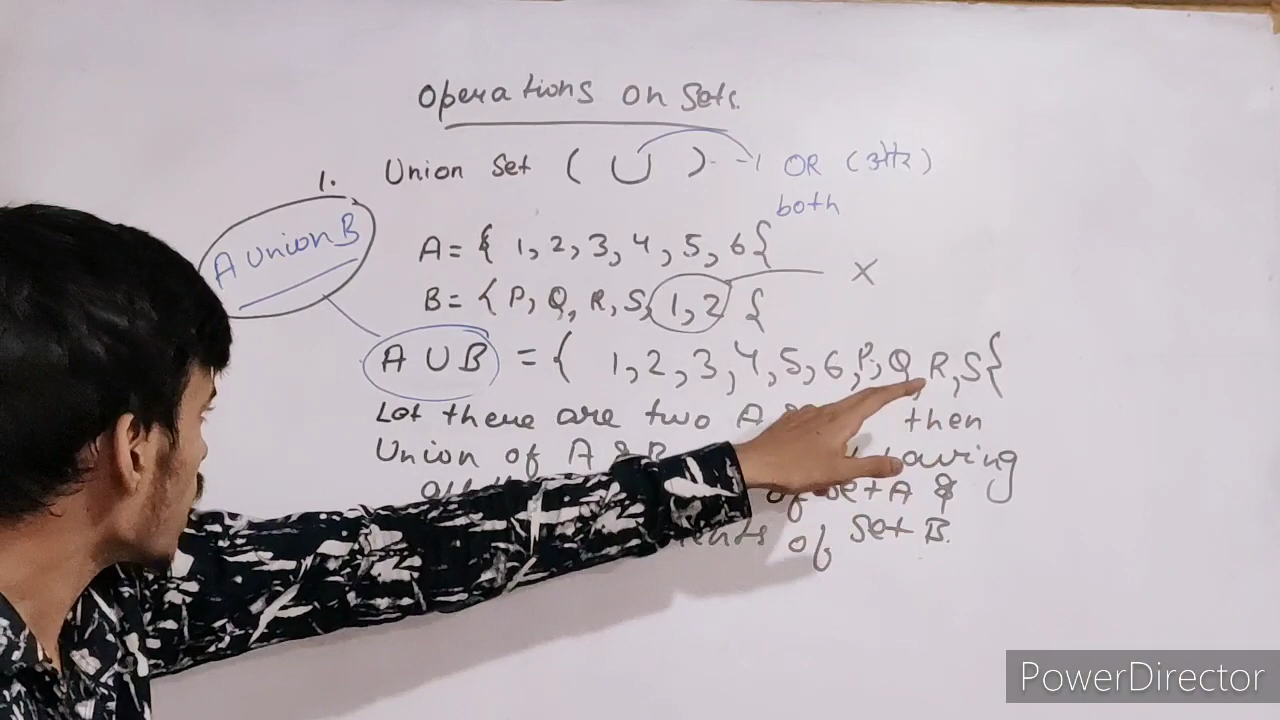 Operations on Sets.
1. Union Set ( ∪ ) OR (या)
both
A union B
A = { 1, 2, 3, 4, 5, 6 {
B = { P, Q, R, S, 1, 2 { X
A ∪ B = { 1, 2, 3, 4, 5, 6, P, Q, R, S {
Let there are two A then
Union of A & B having
of set A &
of Set B.
PowerDirector